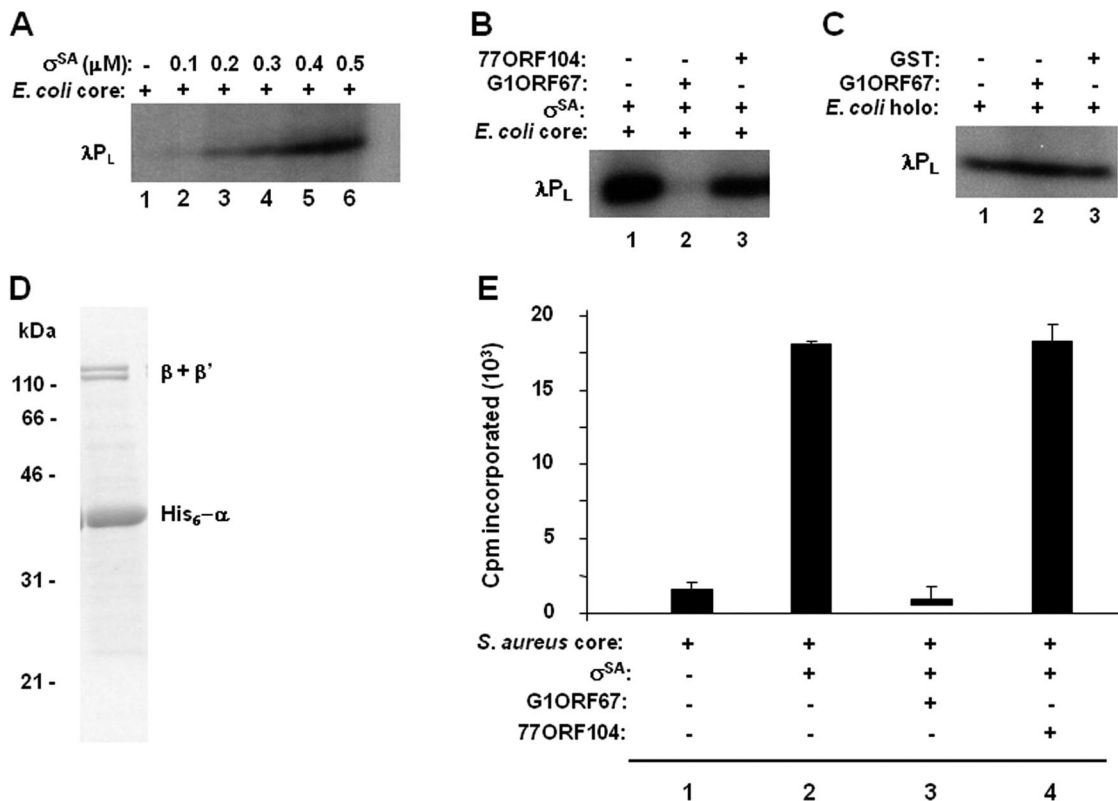 A
σSA (μM): - 0.1 0.2 0.3 0.4 0.5
E. coli core: + + + + + +
λPL
1 2 3 4 5 6
B
77ORF104: - - +
G1ORF67: - + -
σSA: + + +
E. coli core: + + +
λPL
1 2 3
C
GST: - - +
G1ORF67: - + -
E. coli holo: + + +
λPL
1 2 3
D
kDa
110 -
66 -
46 -
31 -
21 -
β + β’
His6–α
E
Cpm incorporated (10³)
20
15
17
10
5
0
S. aureus core: + + + +
σSA: - + + +
G1ORF67: - - + -
77ORF104: - - - +
1 2 3 4